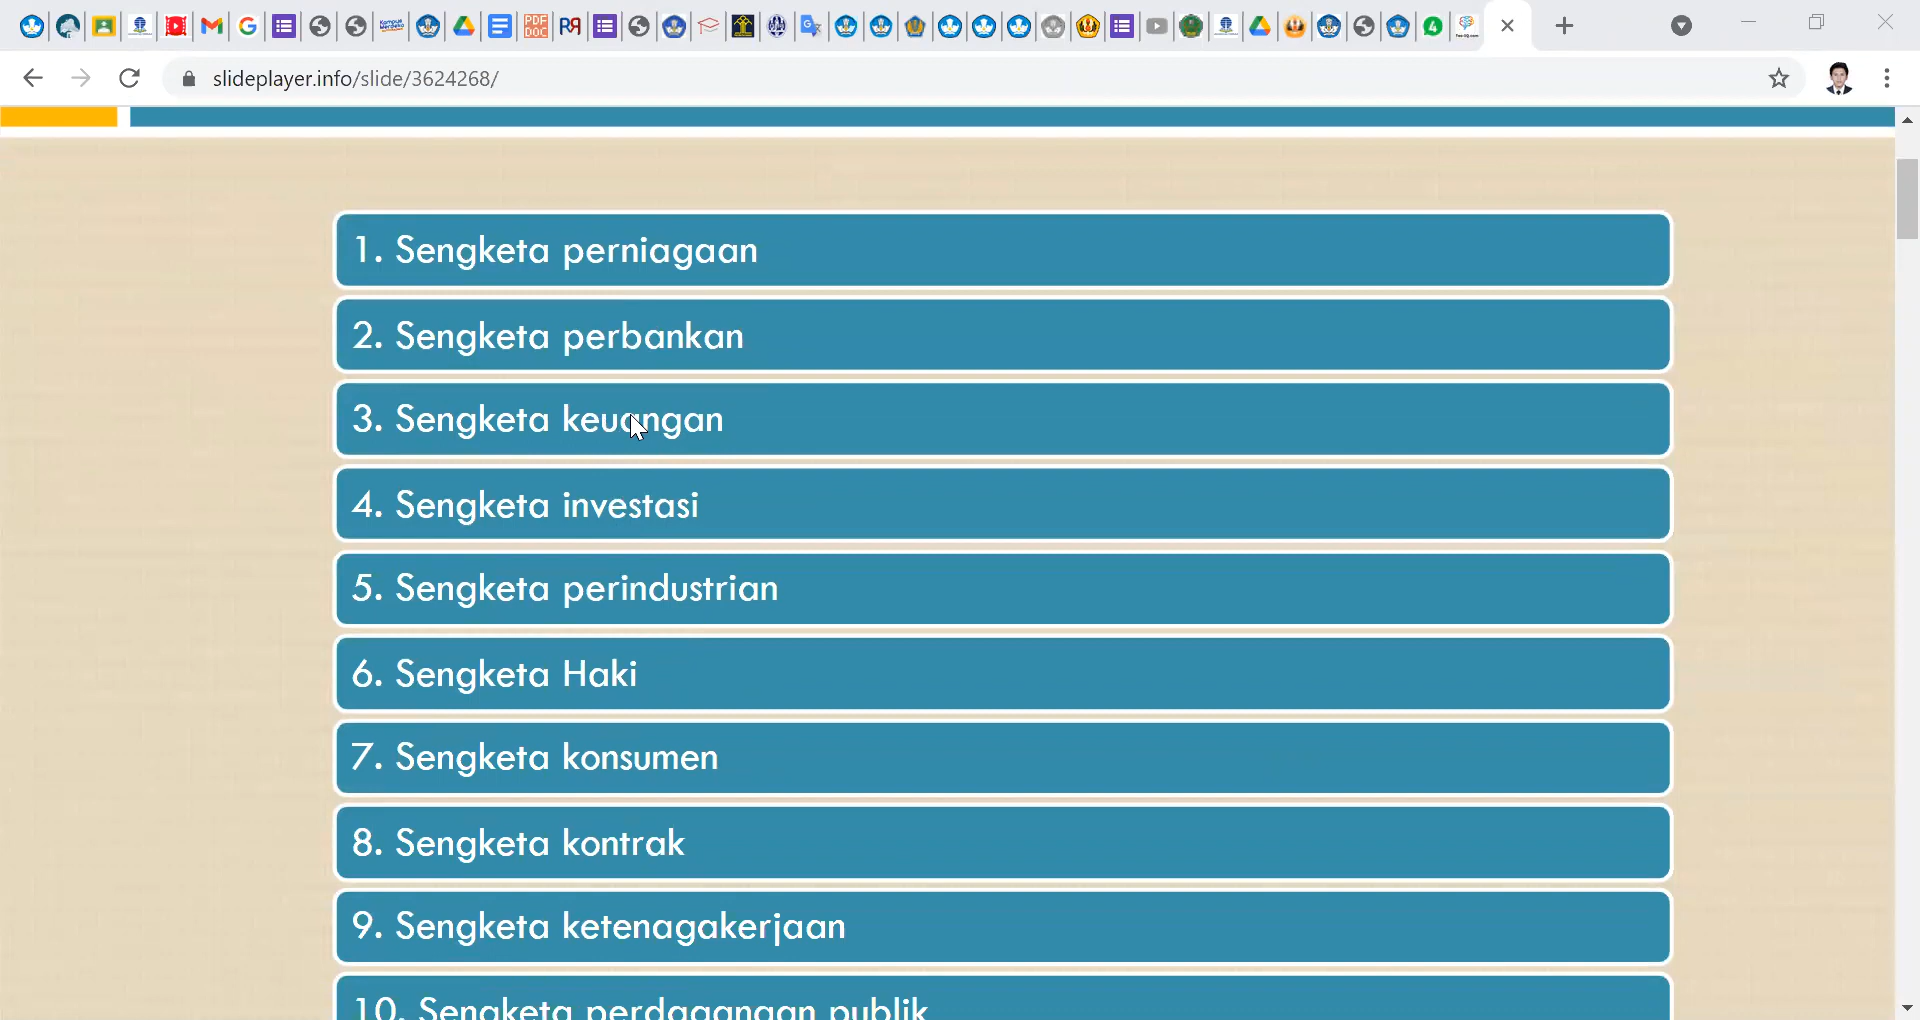 slideplayer.info/slide/3624268/
1. Sengketa perniagaan
2. Sengketa perbankan
3. Sengketa keuangan
4. Sengketa investasi
5. Sengketa perindustrian
6. Sengketa Haki
7. Sengketa konsumen
8. Sengketa kontrak
9. Sengketa ketenagakerjaan
10. Sengketa perdagangan publik